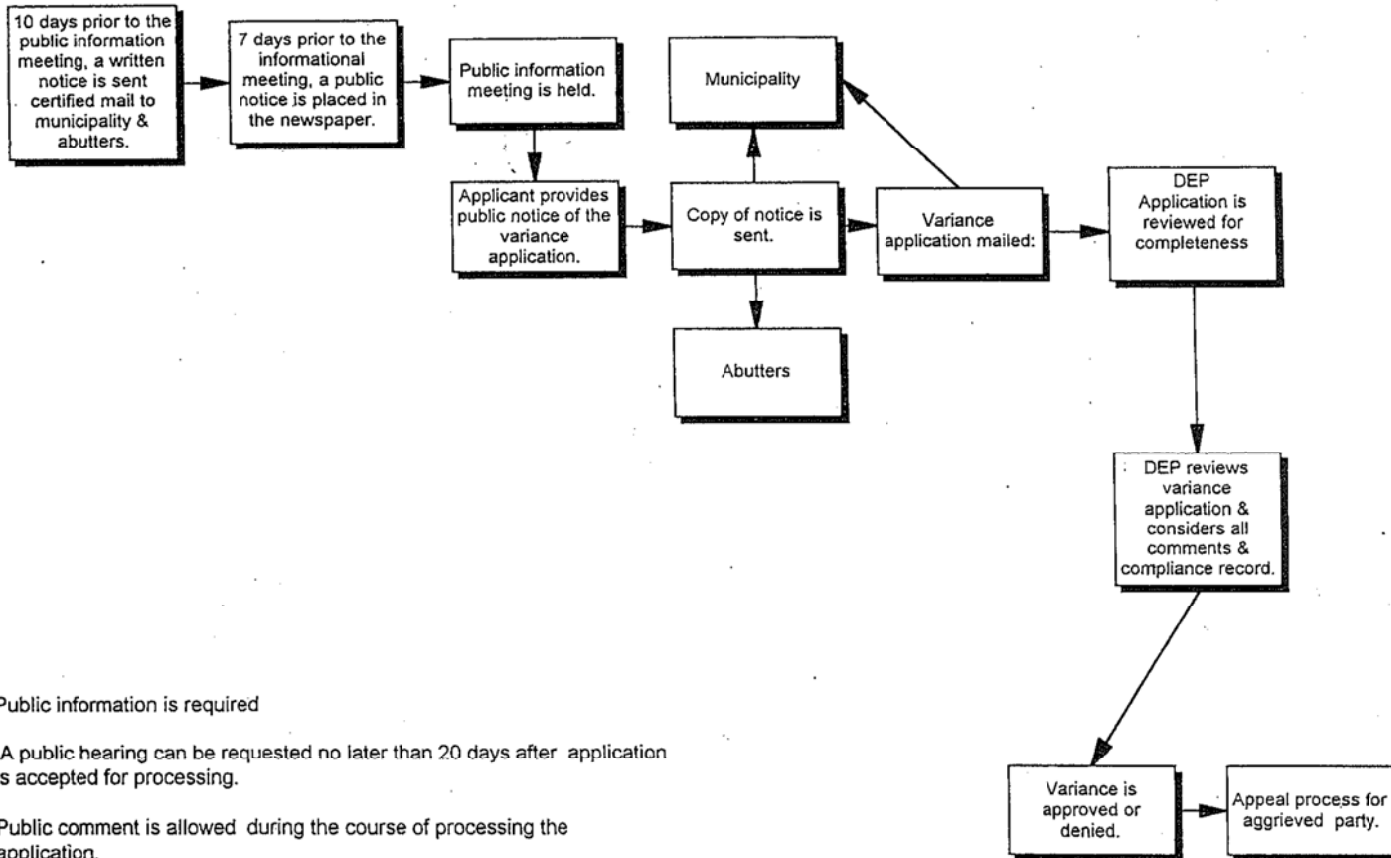 10 days prior to the
public information
meeting, a written
notice is sent
certified mail to
municipality &
abutters.
7 days prior to the
informational
meeting, a public
notice is placed in
the newspaper.
Public information
meeting is held.
Municipality
Applicant provides
public notice of the
variance
application.
Copy of notice is
sent.
Variance
application mailed:
DEP
Application is
reviewed for
completeness
Abutters
DEP reviews
variance
application &
considers all
comments &
compliance record.
Variance is
approved or
denied.
Appeal process for
aggrieved party.
Public information is required
A public hearing can be requested no later than 20 days after application
s accepted for processing.
Public comment is allowed during the course of processing the
application.